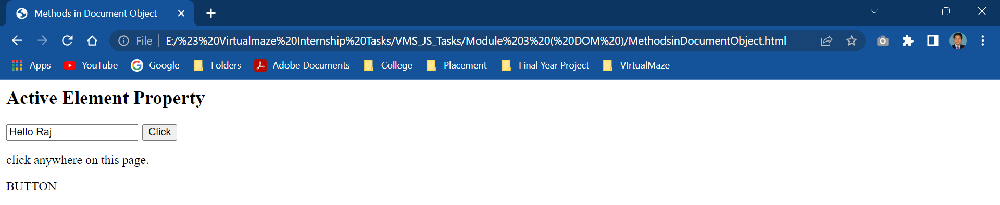 Methods in Document Object
File E:/%23%20Virtualmaze%20Internship%20Tasks/VMS_JS_Tasks/Module%203%20(%20DOM%20)/MethodsinDocumentObject.html
Apps YouTube Google Folders Adobe Documents College Placement Final Year Project VIrtualMaze
Active Element Property
Hello Raj Click
click anywhere on this page.
BUTTON